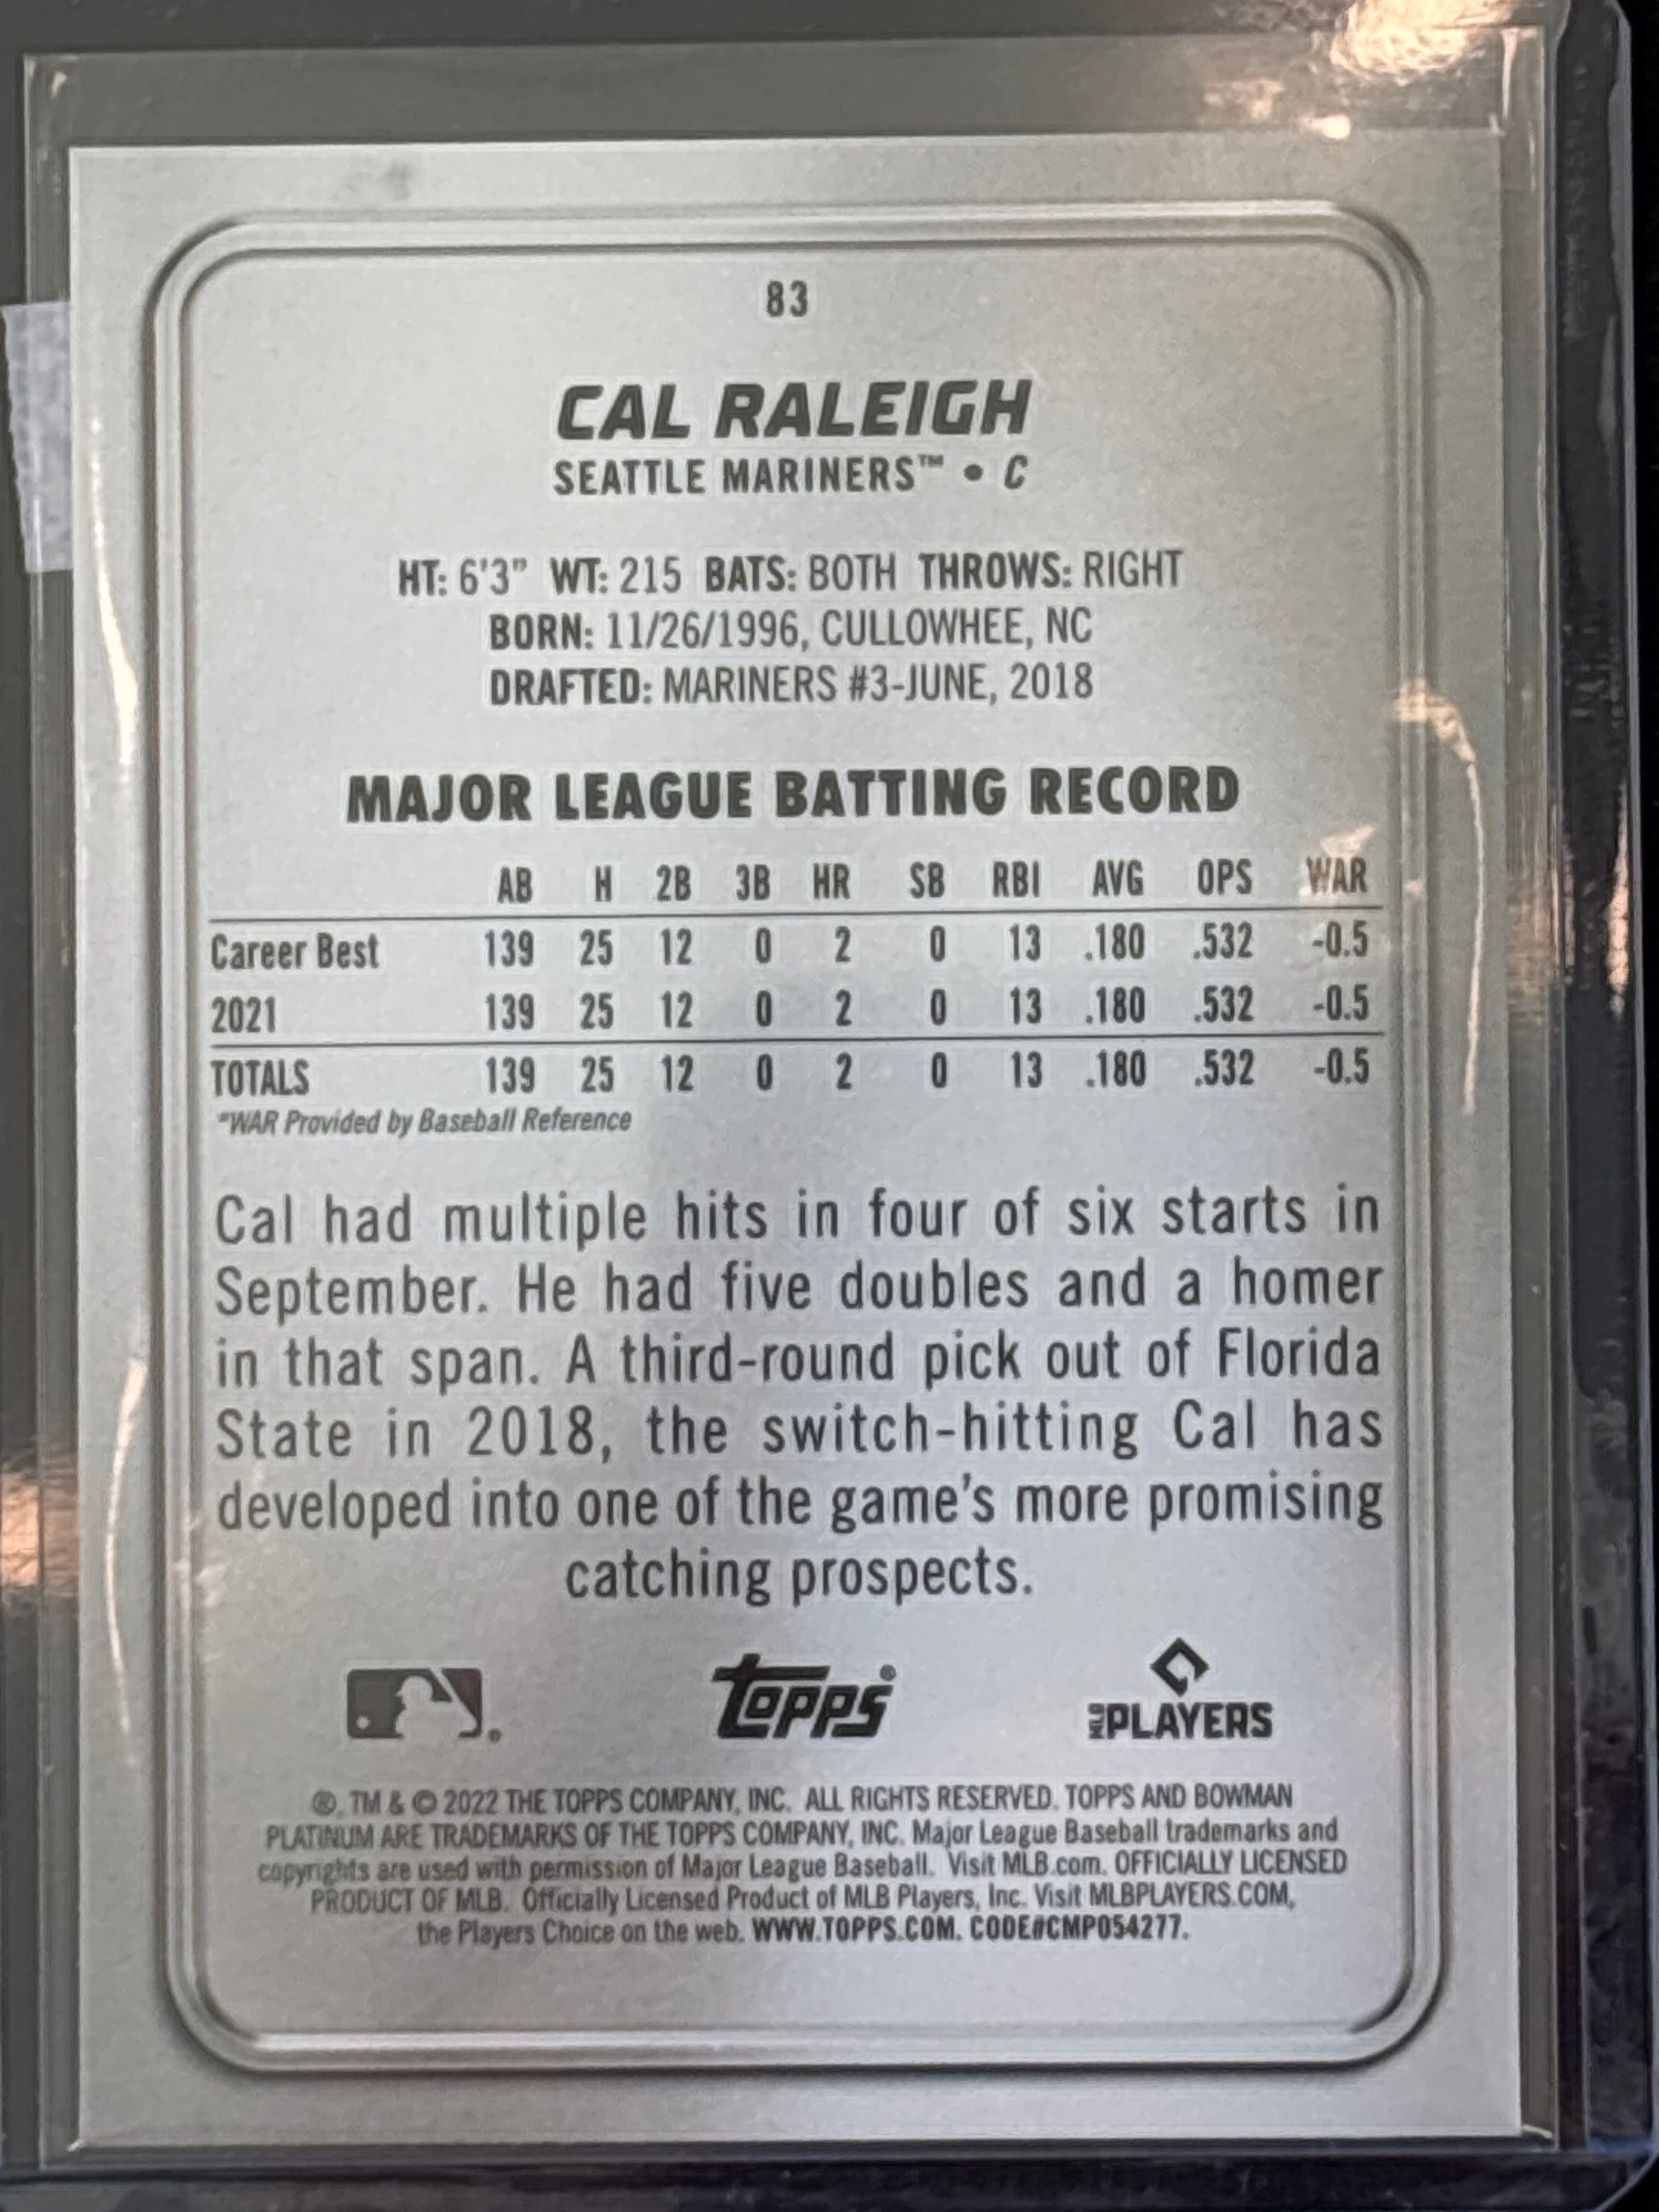 83
CAL RALEIGH
SEATTLE MARINERS™ • C
HT: 6'3" WT: 215 BATS: BOTH THROWS: RIGHT
BORN: 11/26/1996, CULLOWHEE, NC
DRAFTED: MARINERS #3-JUNE, 2018
MAJOR LEAGUE BATTING RECORD
AB H 2B 3B HR SB RBI AVG OPS WAR
Career Best 139 25 12 0 2 0 13 .180 .532 -0.5
2021 139 25 12 0 2 0 13 .180 .532 -0.5
TOTALS 139 25 12 0 2 0 13 .180 .532 -0.5
*WAR Provided by Baseball Reference
Cal had multiple hits in four of six starts in
September. He had five doubles and a homer
in that span. A third-round pick out of Florida
State in 2018, the switch-hitting Cal has
developed into one of the game's more promising
catching prospects.
® topps® MLB PLAYERS
®, TM & © 2022 THE TOPPS COMPANY, INC. ALL RIGHTS RESERVED. TOPPS AND BOWMAN
PLATINUM ARE TRADEMARKS OF THE TOPPS COMPANY, INC. Major League Baseball trademarks and
copyrights are used with permission of Major League Baseball. Visit MLB.com. OFFICIALLY LICENSED
PRODUCT OF MLB. Officially Licensed Product of MLB Players, Inc. Visit MLBPLAYERS.COM,
the Players Choice on the web. WWW.TOPPS.COM. CODE#CMP054277.